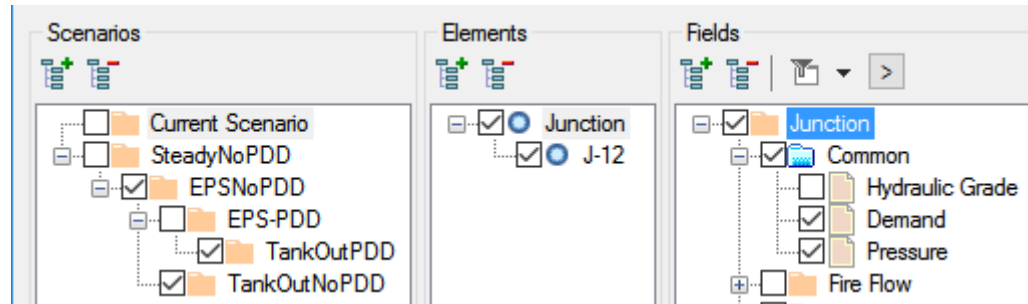 Scenarios
Current Scenario
SteadyNoPDD
EPSNoPDD
EPS-PDD
TankOutPDD
TankOutNoPDD
Elements
Junction
J-12
Fields
>
Junction
Common
Hydraulic Grade
Demand
Pressure
Fire Flow